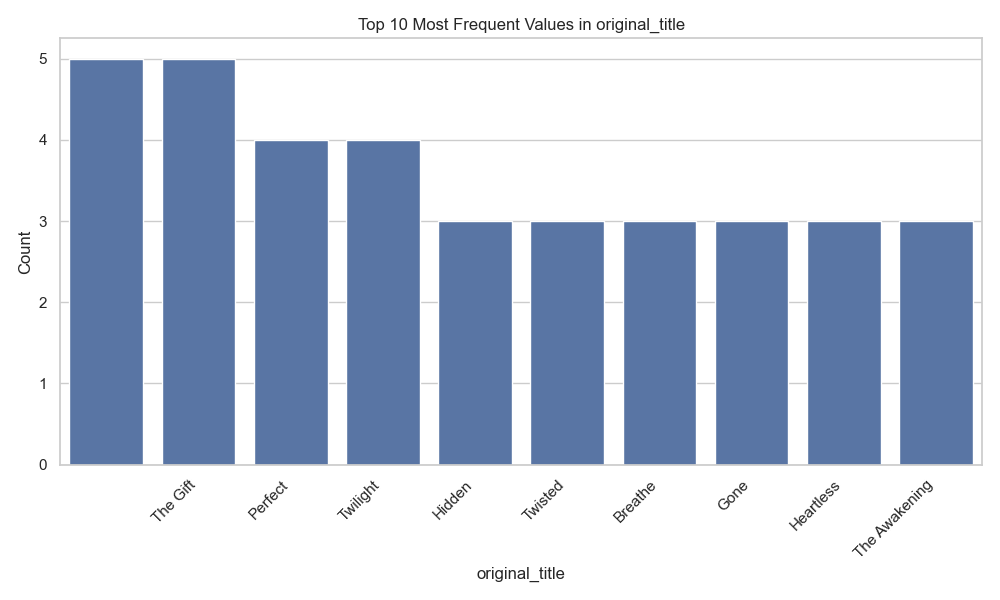 Top 10 Most Frequent Values in original_title
5
4
3
2
1
0
Count
The Gift
Perfect
Twilight
Hidden
Twisted
Breathe
Gone
Heartless
The Awakening
original_title